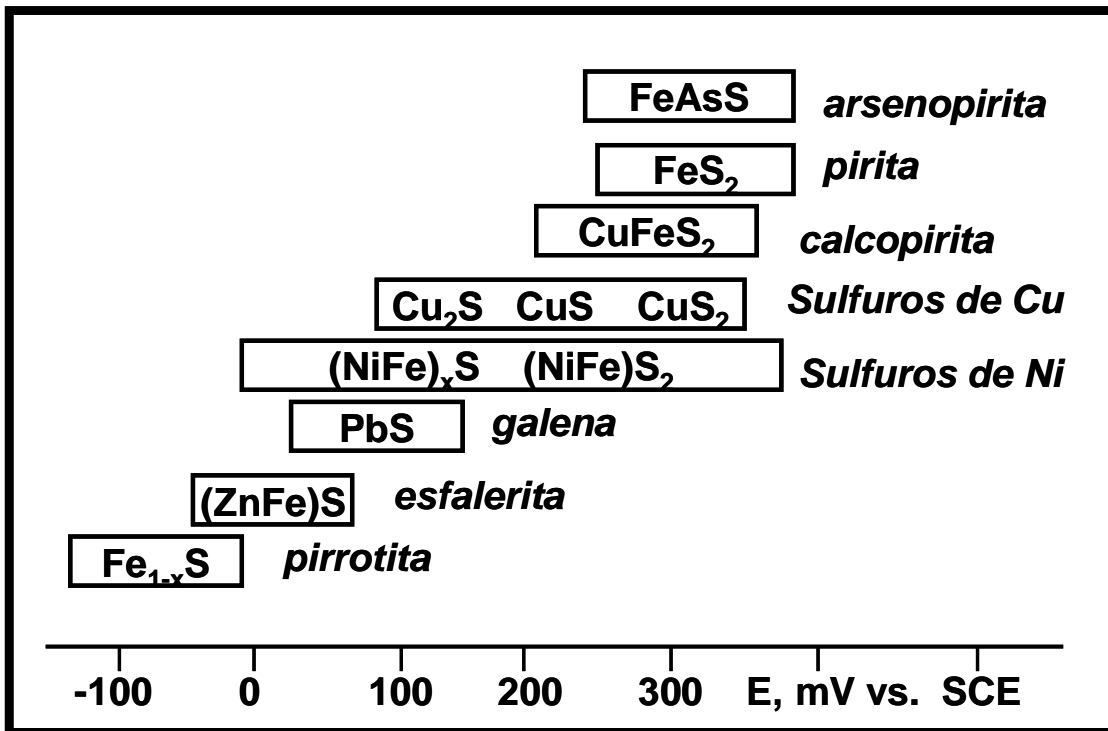 FeAsS arsenopirita
FeS₂ pirita
CuFeS₂ calcopirita
Cu₂S CuS CuS₂ Sulfuros de Cu
(NiFe)ₓS (NiFe)S₂ Sulfuros de Ni
PbS galena
(ZnFe)S esfalerita
Fe₁₋ₓS pirrotita
-100 0 100 200 300 E, mV vs. SCE